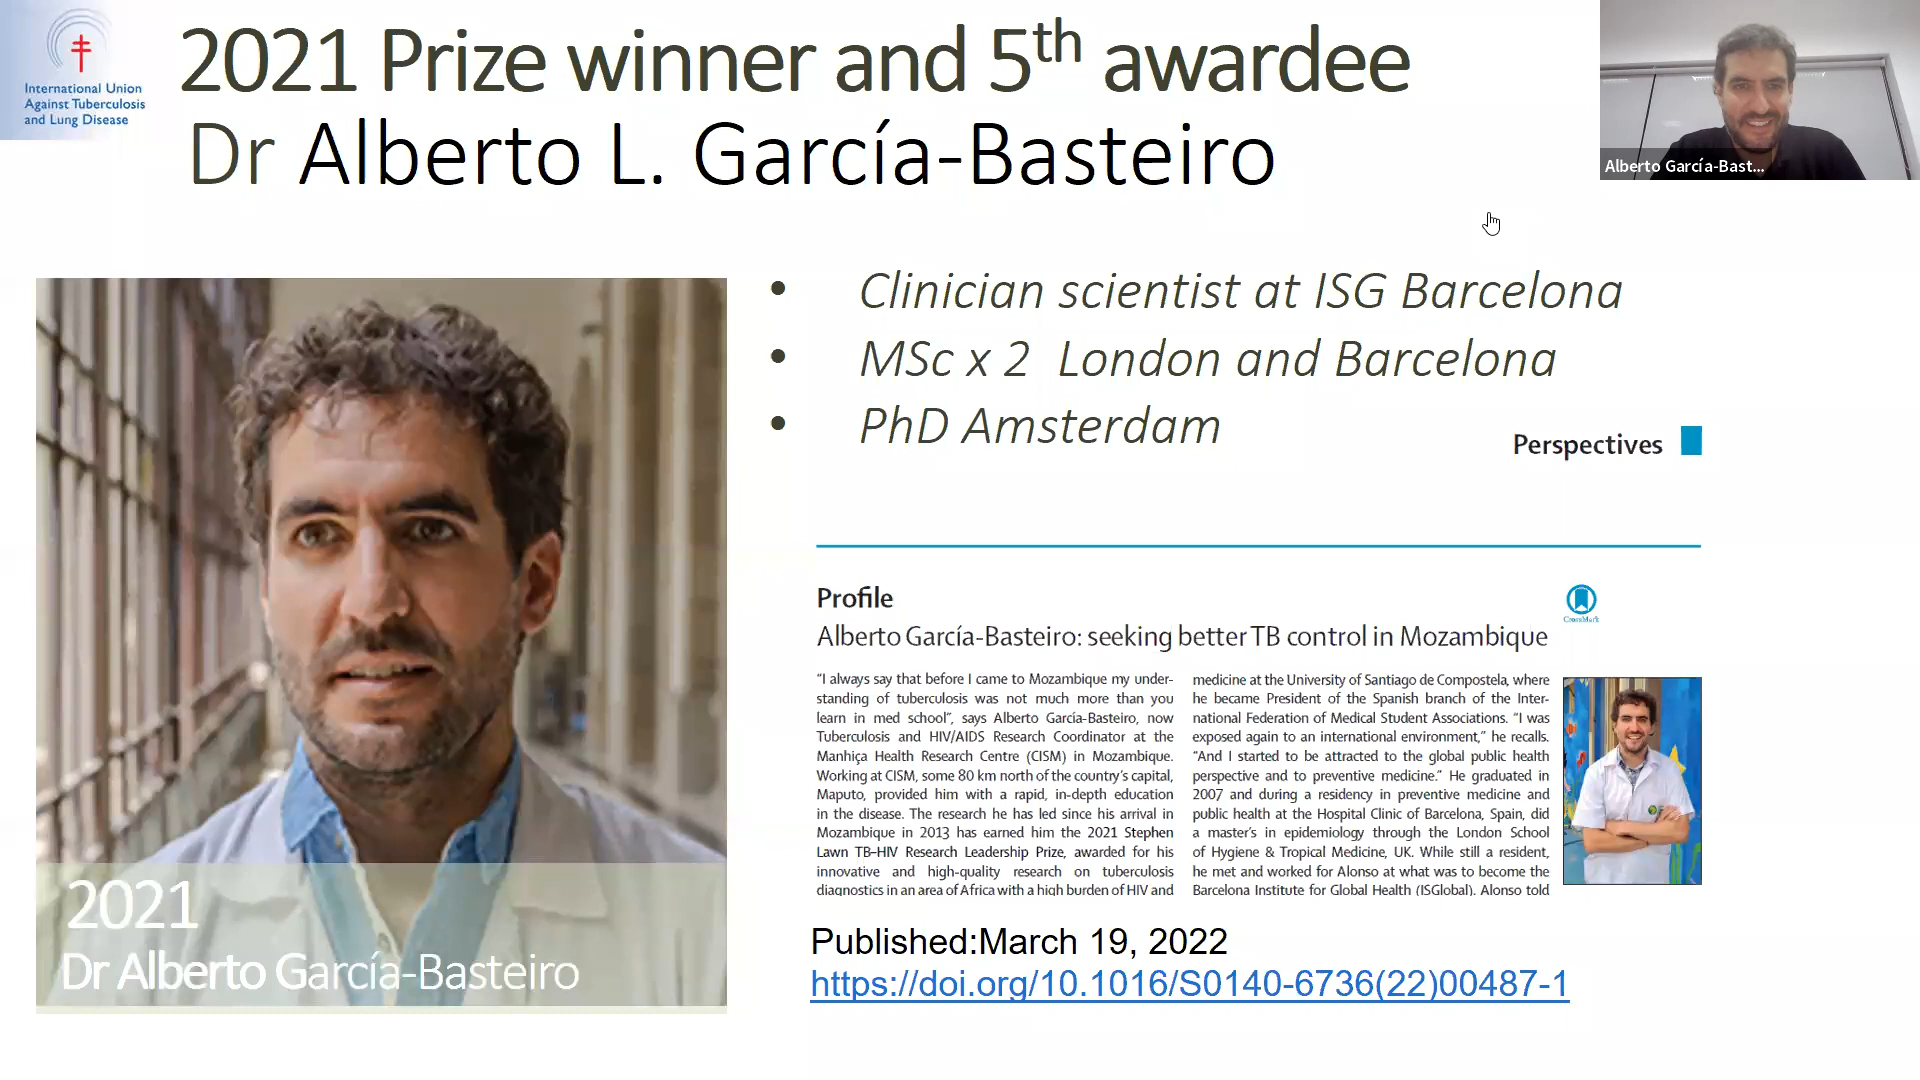 International Union
Against Tuberculosis
and Lung Disease
2021 Prize winner and 5th awardee
Dr Alberto L. García-Basteiro
Alberto García-Bast...
• Clinician scientist at ISG Barcelona
• MSc x 2 London and Barcelona
• PhD Amsterdam
Perspectives
Profile
CrossMark
Alberto García-Basteiro: seeking better TB control in Mozambique
“I always say that before I came to Mozambique my under-
standing of tuberculosis was not much more than you
learn in med school”, says Alberto García-Basteiro, now
Tuberculosis and HIV/AIDS Research Coordinator at the
Manhiça Health Research Centre (CISM) in Mozambique.
Working at CISM, some 80 km north of the country’s capital,
Maputo, provided him with a rapid, in-depth education
in the disease. The research he has led since his arrival in
Mozambique in 2013 has earned him the 2021 Stephen
Lawn TB–HIV Research Leadership Prize, awarded for his
innovative and high-quality research on tuberculosis
diagnostics in an area of Africa with a high burden of HIV and
medicine at the University of Santiago de Compostela, where
he became President of the Spanish branch of the Inter-
national Federation of Medical Student Associations. “I was
exposed again to an international environment,” he recalls.
“And I started to be attracted to the global public health
perspective and to preventive medicine.” He graduated in
2007 and during a residency in preventive medicine and
public health at the Hospital Clinic of Barcelona, Spain, did
a master’s in epidemiology through the London School
of Hygiene & Tropical Medicine, UK. While still a resident,
he met and worked for Alonso at what was to become the
Barcelona Institute for Global Health (ISGlobal). Alonso told
2021
Dr Alberto García-Basteiro
Published:March 19, 2022
https://doi.org/10.1016/S0140-6736(22)00487-1